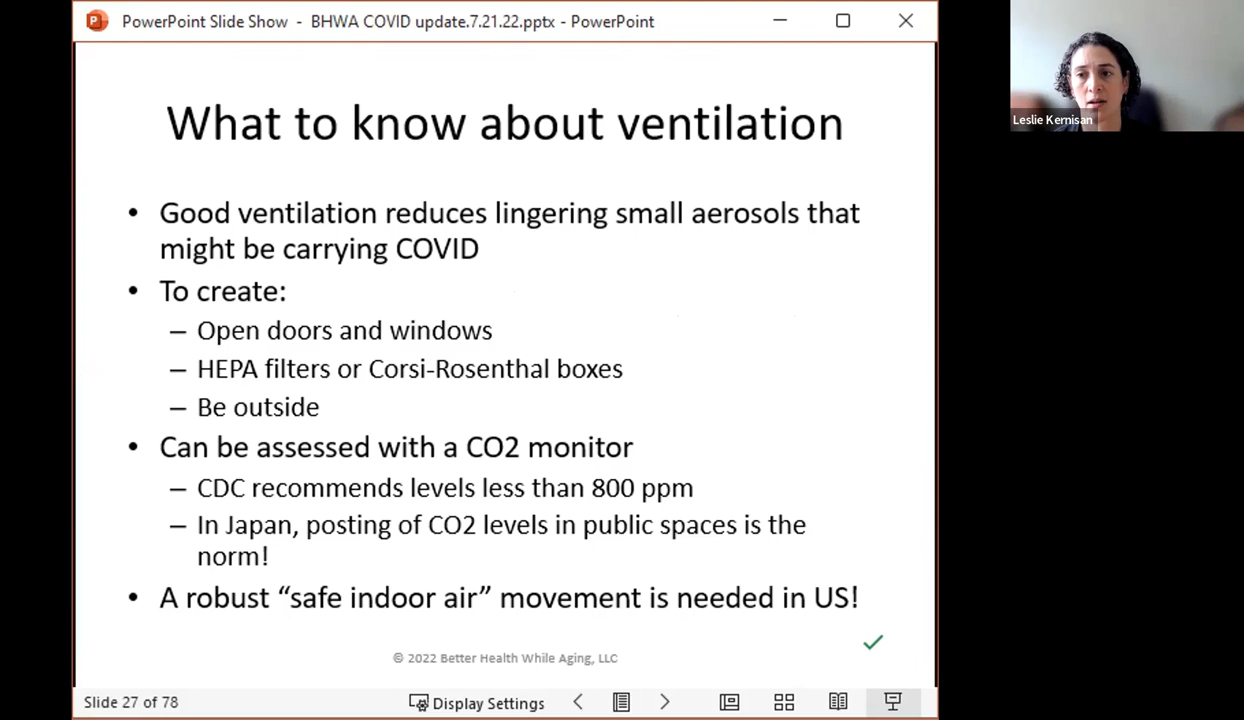 PowerPoint Slide Show - BHWA COVID update.7.21.22.pptx - PowerPoint
Leslie Kernisan
What to know about ventilation
• Good ventilation reduces lingering small aerosols that
might be carrying COVID
• To create:
– Open doors and windows
– HEPA filters or Corsi-Rosenthal boxes
– Be outside
• Can be assessed with a CO2 monitor
– CDC recommends levels less than 800 ppm
– In Japan, posting of CO2 levels in public spaces is the
norm!
• A robust “safe indoor air” movement is needed in US!
© 2022 Better Health While Aging, LLC
Slide 27 of 78
Display Settings